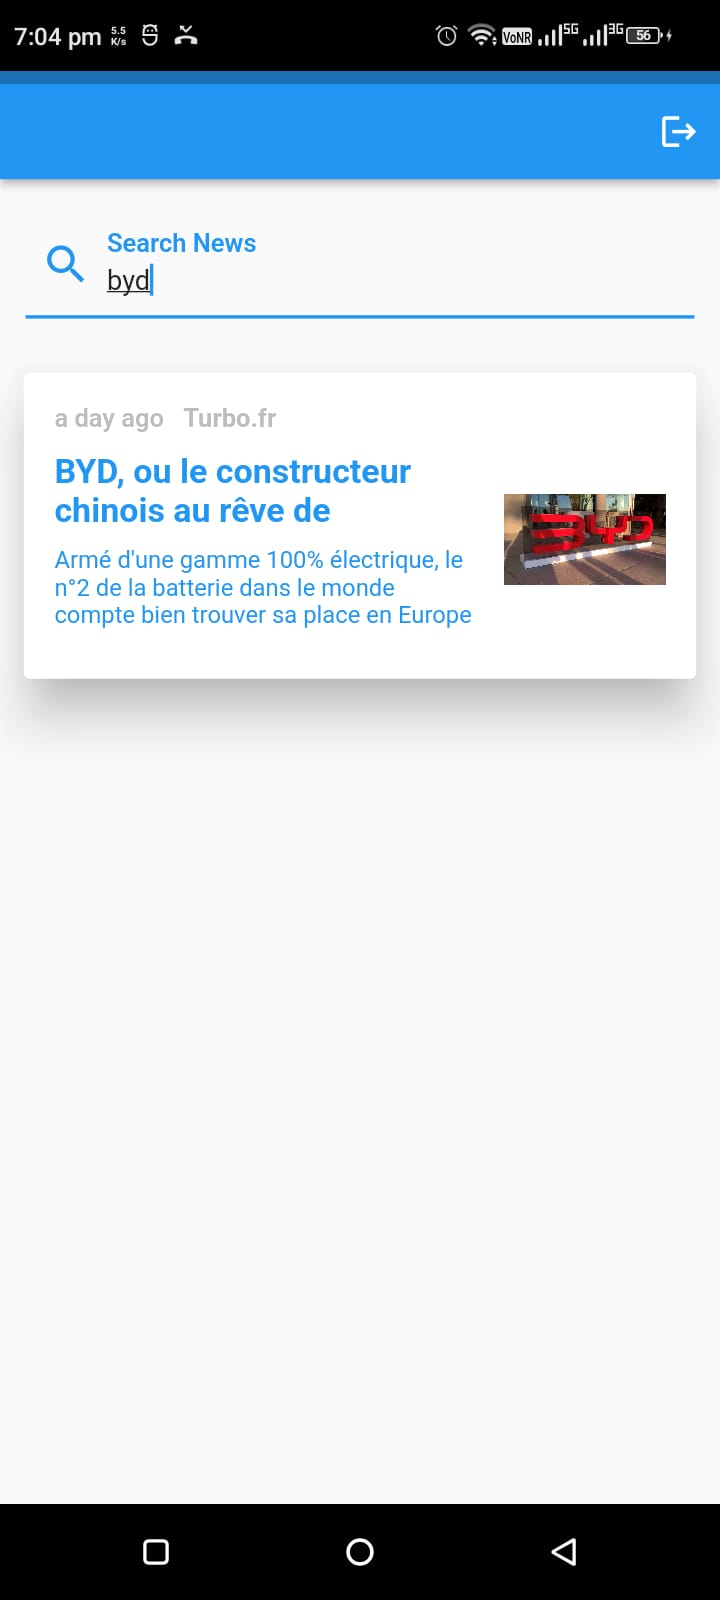 7:04 pm 5.5 K/s VoNR 5G 3G 56
Search News
byd
a day ago Turbo.fr
BYD, ou le constructeur
chinois au rêve de
Armé d'une gamme 100% électrique, le
n°2 de la batterie dans le monde
compte bien trouver sa place en Europe
BYD